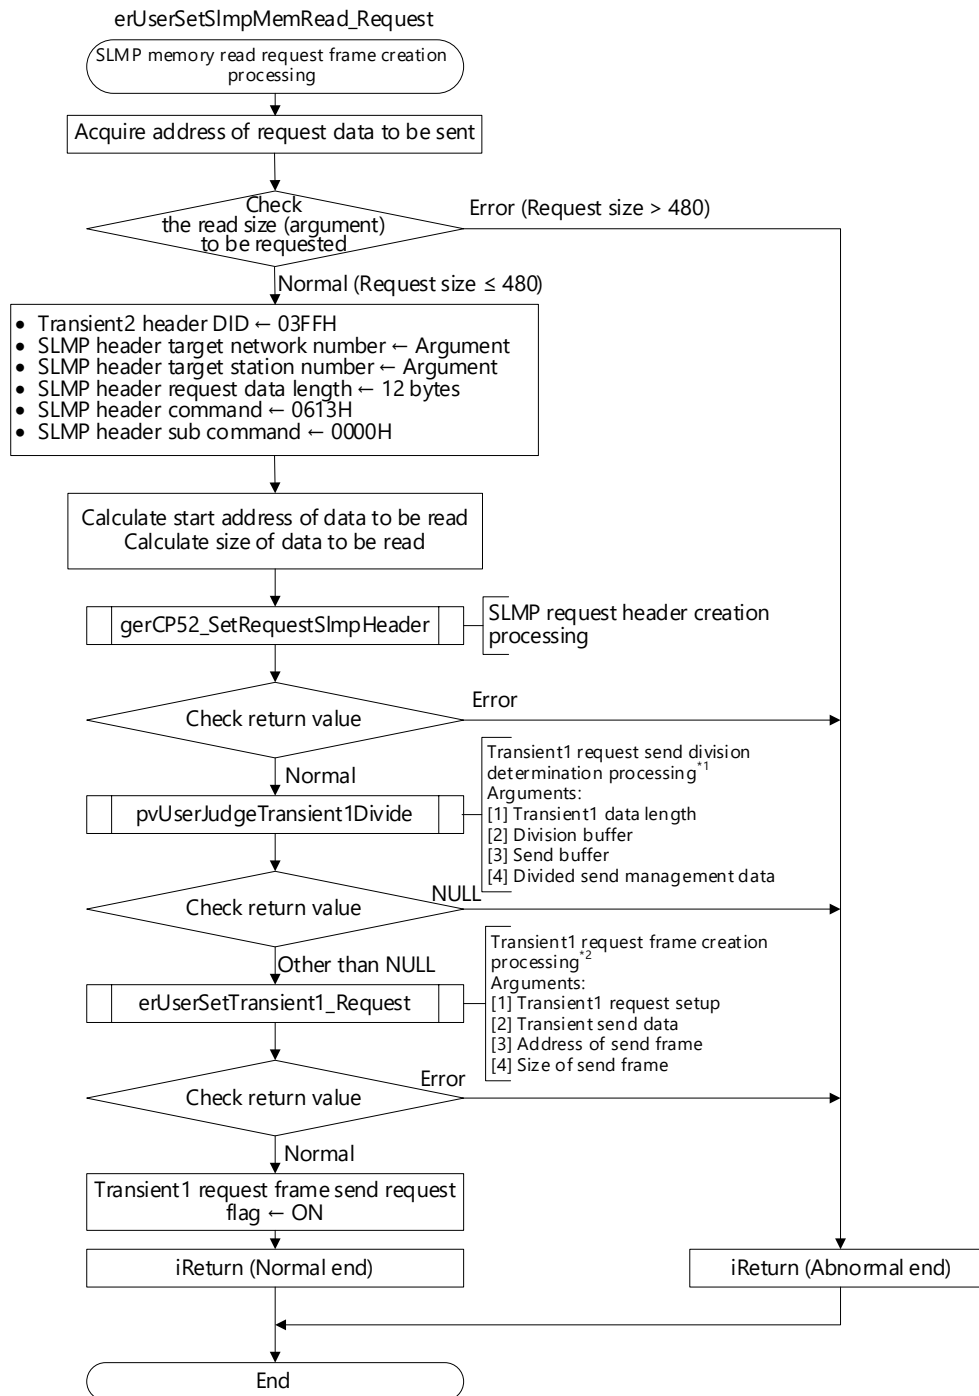 erUserSetSlmpMemRead_Request
SLMP memory read request frame creation
processing
Acquire address of request data to be sent
Check
the read size (argument)
to be requested
Error (Request size > 480)
Normal (Request size ≤ 480)
• Transient2 header DID ← 03FFH
• SLMP header target network number ← Argument
• SLMP header target station number ← Argument
• SLMP header request data length ← 12 bytes
• SLMP header command ← 0613H
• SLMP header sub command ← 0000H
Calculate start address of data to be read
Calculate size of data to be read
gerCP52_SetRequestSlmpHeader
SLMP request header creation
processing
Check return value
Error
Normal
pvUserJudgeTransient1Divide
Transient1 request send division
determination processing*1
Arguments:
[1] Transient1 data length
[2] Division buffer
[3] Send buffer
[4] Divided send management data
Check return value
NULL
Other than NULL
erUserSetTransient1_Request
Transient1 request frame creation
processing*2
Arguments:
[1] Transient1 request setup
[2] Transient send data
[3] Address of send frame
[4] Size of send frame
Check return value
Error
Normal
Transient1 request frame send request
flag ← ON
iReturn (Normal end)
iReturn (Abnormal end)
End